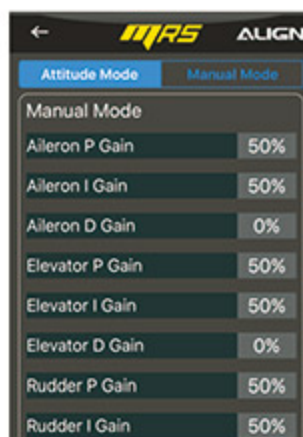 MR25 ALIGN
Attitude Mode Manual Mode
Manual Mode
Aileron P Gain 50%
Aileron I Gain 50%
Aileron D Gain 0%
Elevator P Gain 50%
Elevator I Gain 50%
Elevator D Gain 0%
Rudder P Gain 50%
Rudder I Gain 50%